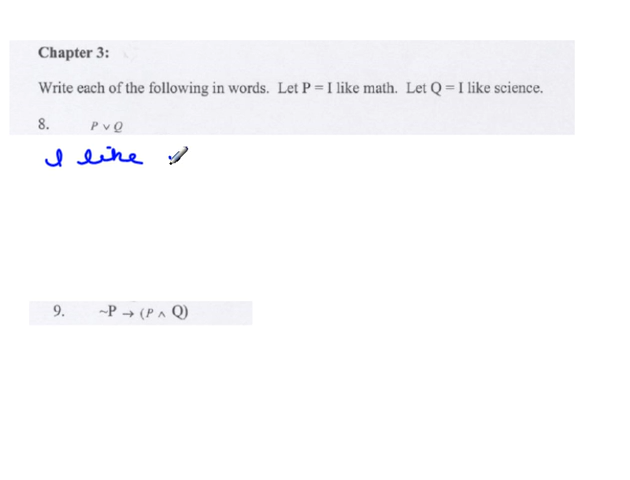 Chapter 3:
Write each of the following in words. Let P = I like math. Let Q = I like science.
8. P ∨ Q
I like
9. ~P → (P ∧ Q)